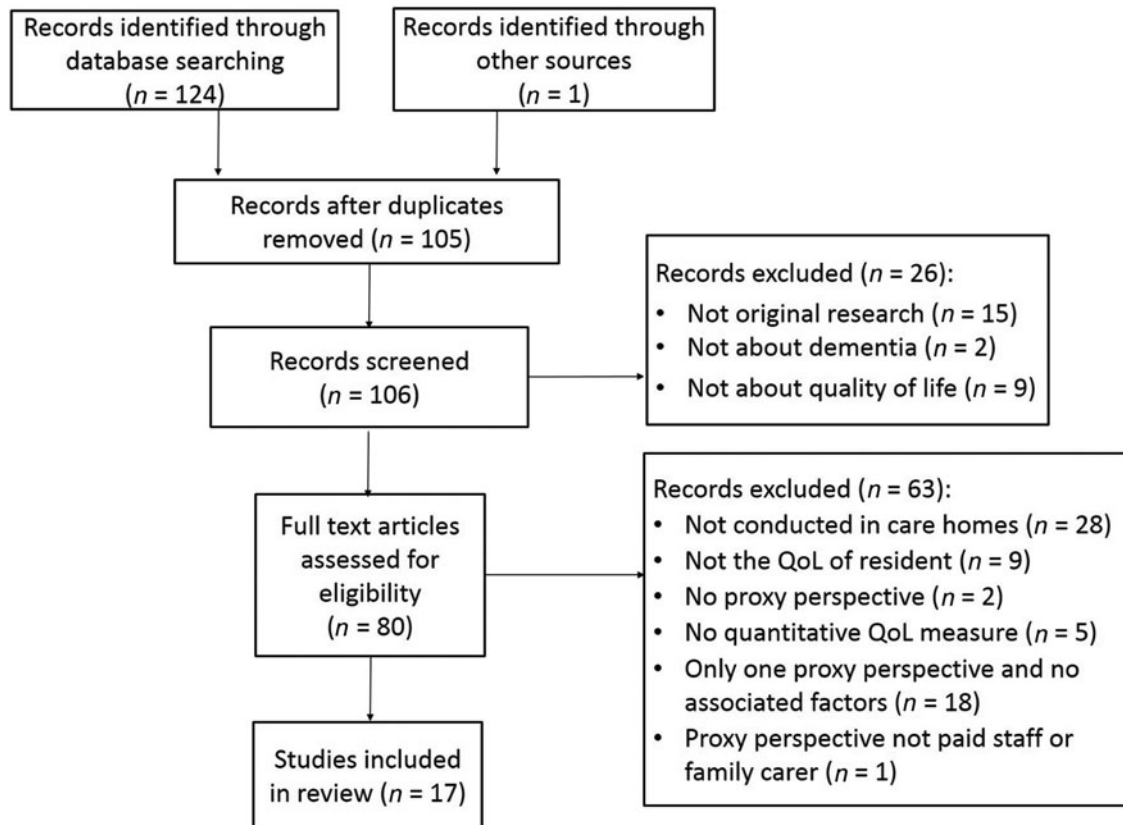 Records identified through
database searching
(n = 124)
Records identified through
other sources
(n = 1)
Records after duplicates
removed (n = 105)
Records screened
(n = 106)
Records excluded (n = 26):
• Not original research (n = 15)
• Not about dementia (n = 2)
• Not about quality of life (n = 9)
Full text articles
assessed for
eligibility
(n = 80)
Records excluded (n = 63):
• Not conducted in care homes (n = 28)
• Not the QoL of resident (n = 9)
• No proxy perspective (n = 2)
• No quantitative QoL measure (n = 5)
• Only one proxy perspective and no
associated factors (n = 18)
• Proxy perspective not paid staff or
family carer (n = 1)
Studies included
in review (n = 17)